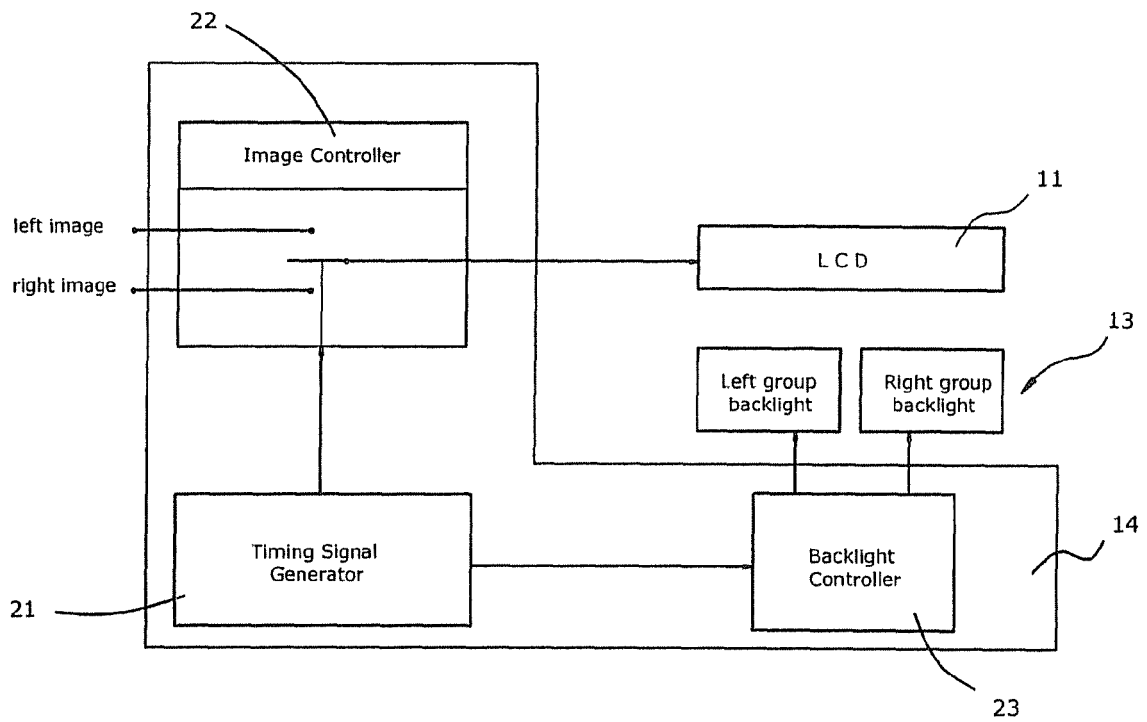 22
Image Controller
left image
right image
11
L C D
13
Left group
backlight
Right group
backlight
Timing Signal
Generator
Backlight
Controller
14
21
23